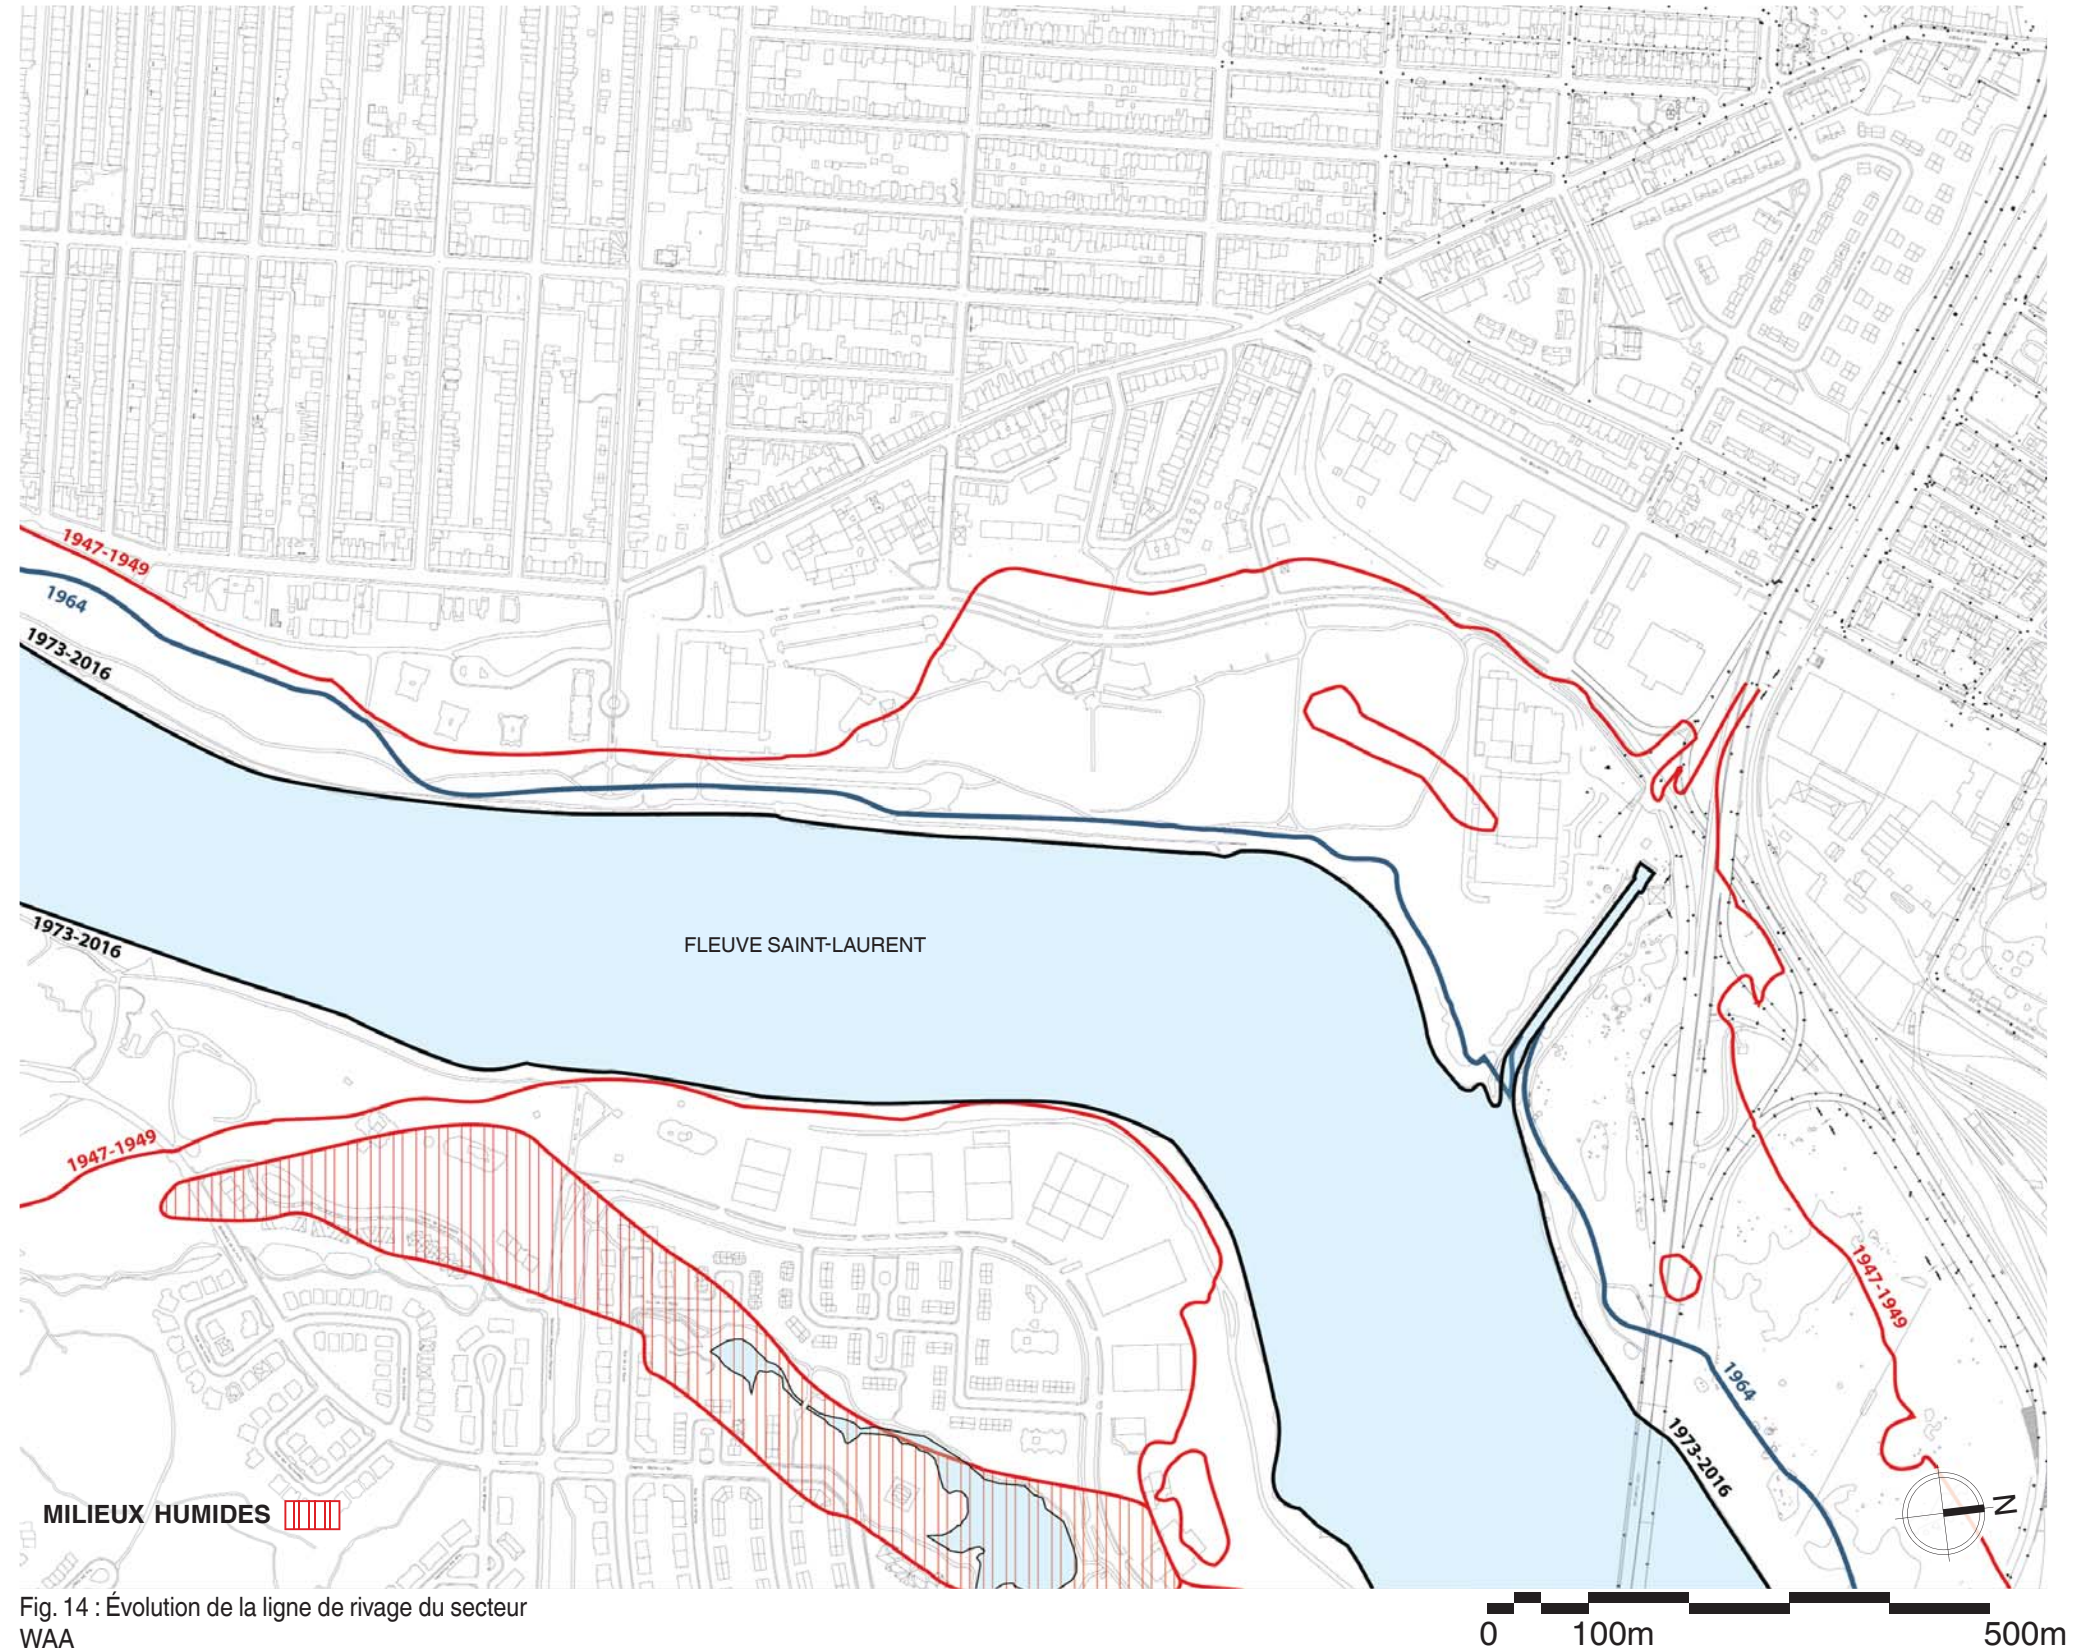 1947-1949
1964
1973-2016
1973-2016
FLEUVE SAINT-LAURENT
1947-1949
1947-1949
1964
1973-2016
MILIEUX HUMIDES
N
Fig. 14 : Évolution de la ligne de rivage du secteur
WAA
0 100m 500m